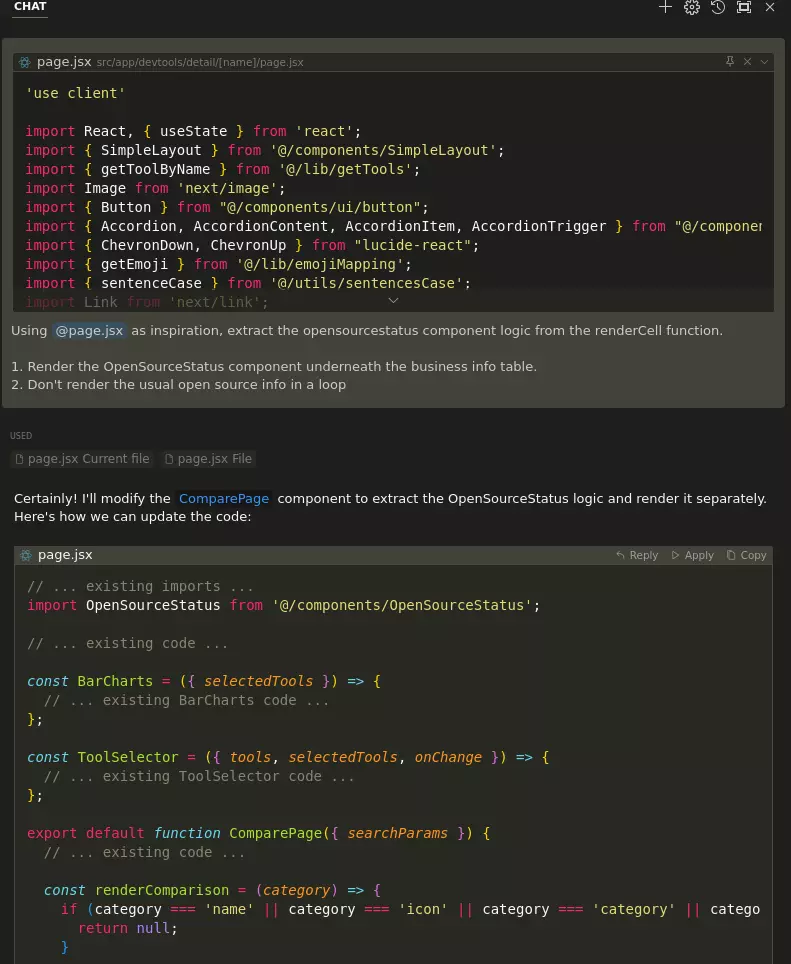 CHAT
page.jsx src/app/devtools/detail/[name]/page.jsx
'use client'
import React, { useState } from 'react';
import { SimpleLayout } from '@/components/SimpleLayout';
import { getToolByName } from '@/lib/getTools';
import Image from 'next/image';
import { Button } from "@/components/ui/button";
import { Accordion, AccordionContent, AccordionItem, AccordionTrigger } from "@/componen
import { ChevronDown, ChevronUp } from "lucide-react";
import { getEmoji } from '@/lib/emojiMapping';
import { sentenceCase } from '@/utils/sentencesCase';
import Link from 'next/link';
Using @page.jsx as inspiration, extract the opensourcestatus component logic from the renderCell function.
1. Render the OpenSourceStatus component underneath the business info table.
2. Don't render the usual open source info in a loop
USED
page.jsx Current file page.jsx File
Certainly! I'll modify the ComparePage component to extract the OpenSourceStatus logic and render it separately.
Here's how we can update the code:
page.jsx Reply Apply Copy
// ... existing imports ...
import OpenSourceStatus from '@/components/OpenSourceStatus';
// ... existing code ...
const BarCharts = ({ selectedTools }) => {
// ... existing BarCharts code ...
};
const ToolSelector = ({ tools, selectedTools, onChange }) => {
// ... existing ToolSelector code ...
};
export default function ComparePage({ searchParams }) {
// ... existing code ...
const renderComparison = (category) => {
if (category === 'name' || category === 'icon' || category === 'category' || catego
return null;
}